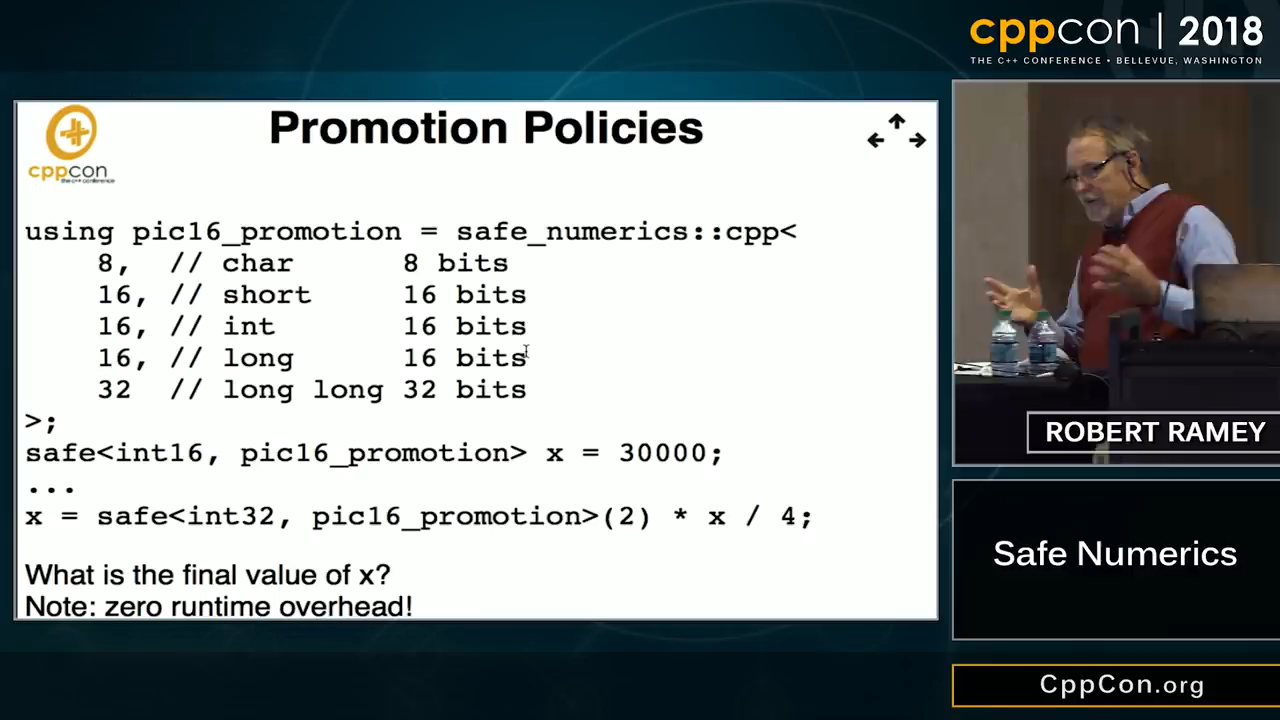 cppcon | 2018
THE C++ CONFERENCE • BELLEVUE, WASHINGTON
cppcon
the c++ conference
Promotion Policies
using pic16_promotion = safe_numerics::cpp<
8, // char 8 bits
16, // short 16 bits
16, // int 16 bits
16, // long 16 bits
32 // long long 32 bits
>;
safe<int16, pic16_promotion> x = 30000;
...
x = safe<int32, pic16_promotion>(2) * x / 4;
What is the final value of x?
Note: zero runtime overhead!
ROBERT RAMEY
Safe Numerics
CppCon.org